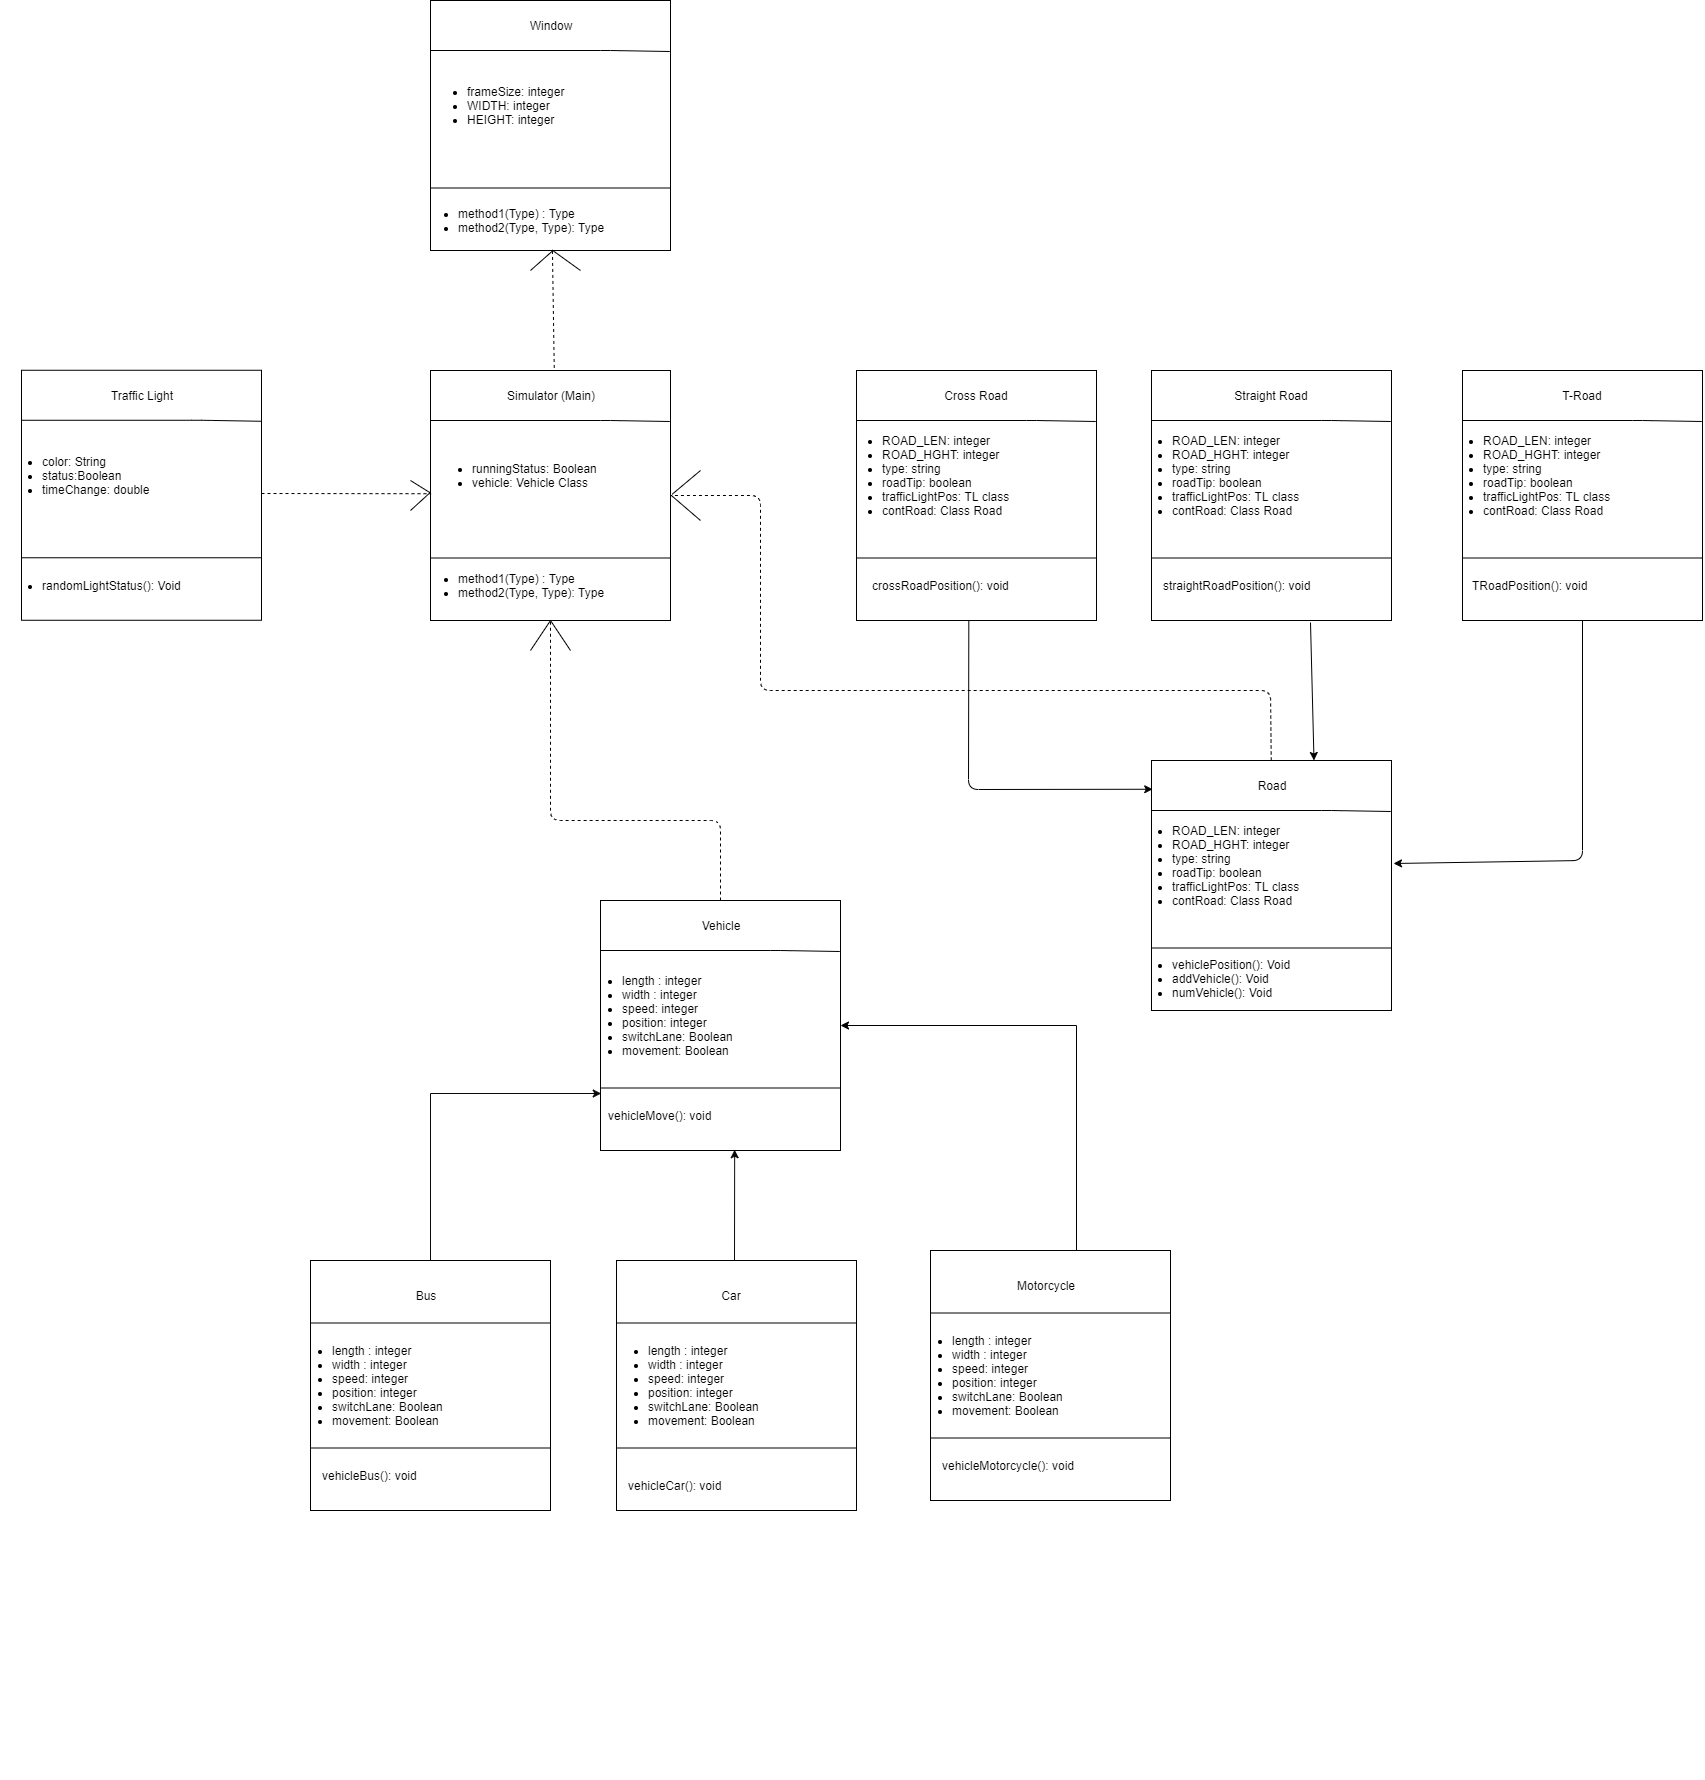 Window
frameSize: integer
WIDTH: integer
HEIGHT: integer
method1(Type) : Type
method2(Type, Type): Type
Traffic Light
color: String
status:Boolean
timeChange: double
randomLightStatus(): Void
Simulator (Main)
runningStatus: Boolean
vehicle: Vehicle Class
method1(Type) : Type
method2(Type, Type): Type
Cross Road
ROAD_LEN: integer
ROAD_HGHT: integer
type: string
roadTip: boolean
trafficLightPos: TL class
contRoad: Class Road
crossRoadPosition(): void
Straight Road
ROAD_LEN: integer
ROAD_HGHT: integer
type: string
roadTip: boolean
trafficLightPos: TL class
contRoad: Class Road
straightRoadPosition(): void
T-Road
ROAD_LEN: integer
ROAD_HGHT: integer
type: string
roadTip: boolean
trafficLightPos: TL class
contRoad: Class Road
TRoadPosition(): void
Road
ROAD_LEN: integer
ROAD_HGHT: integer
type: string
roadTip: boolean
trafficLightPos: TL class
contRoad: Class Road
vehiclePosition(): Void
addVehicle(): Void
numVehicle(): Void
Vehicle
length : integer
width : integer
speed: integer
position: integer
switchLane: Boolean
movement: Boolean
vehicleMove(): void
Bus
length : integer
width : integer
speed: integer
position: integer
switchLane: Boolean
movement: Boolean
vehicleBus(): void
Car
length : integer
width : integer
speed: integer
position: integer
switchLane: Boolean
movement: Boolean
vehicleCar(): void
Motorcycle
length : integer
width : integer
speed: integer
position: integer
switchLane: Boolean
movement: Boolean
vehicleMotorcycle(): void